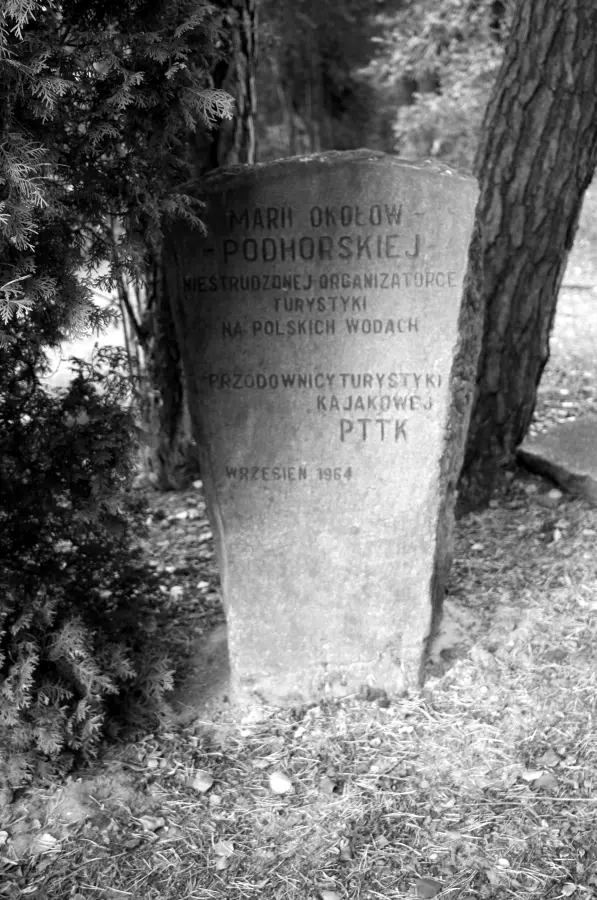 MARII OKOŁÓW -
- PODHORSKIEJ
NIESTRUDZONEJ ORGANIZATORCE
TURYSTYKI
NA POLSKICH WODACH
PRZODOWNICY TURYSTYKI
KAJAKOWEJ
PTTK
WRZESIEŃ 1964